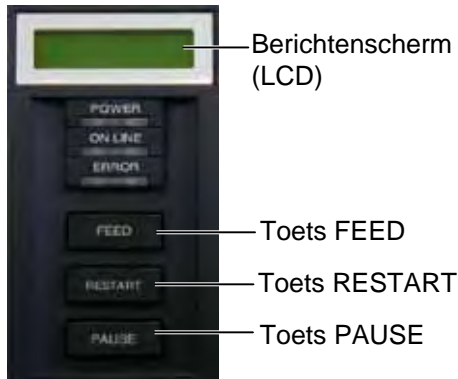 Berichtenscherm
(LCD)
POWER
ON LINE
ERROR
FEED
Toets FEED
RESTART
Toets RESTART
PAUSE
Toets PAUSE